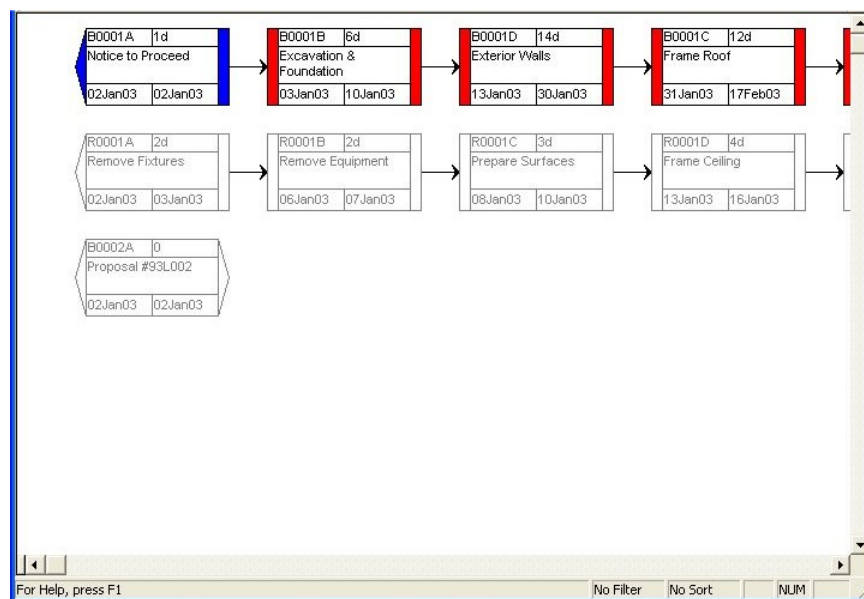 B0001A 1d
Notice to Proceed
02Jan03 02Jan03
B0001B 6d
Excavation &
Foundation
03Jan03 10Jan03
B0001D 14d
Exterior Walls
13Jan03 30Jan03
B0001C 12d
Frame Roof
31Jan03 17Feb03
R0001A 2d
Remove Fixtures
02Jan03 03Jan03
R0001B 2d
Remove Equipment
06Jan03 07Jan03
R0001C 3d
Prepare Surfaces
08Jan03 10Jan03
R0001D 4d
Frame Ceiling
13Jan03 16Jan03
B0002A 0
Proposal #93L002
02Jan03 02Jan03
For Help, press F1 No Filter No Sort NUM